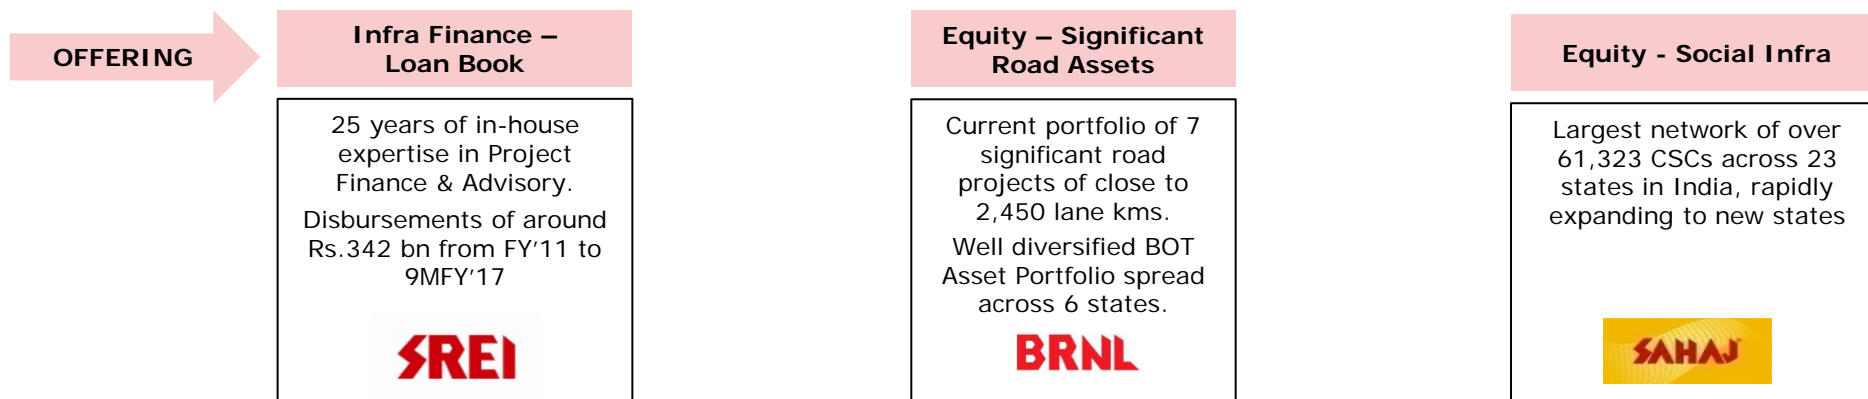 OFFERING
Infra Finance –
Loan Book
25 years of in-house
expertise in Project
Finance & Advisory.
Disbursements of around
Rs.342 bn from FY’11 to
9MFY’17
SREI
Equity – Significant
Road Assets
Current portfolio of 7
significant road
projects of close to
2,450 lane kms.
Well diversified BOT
Asset Portfolio spread
across 6 states.
BRNL
Equity - Social Infra
Largest network of over
61,323 CSCs across 23
states in India, rapidly
expanding to new states
SAHAJ